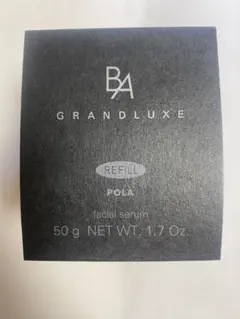 BA
GRANDLUXE
REFILL
POLA
facial serum
50 g NET WT. 1.7 Oz.